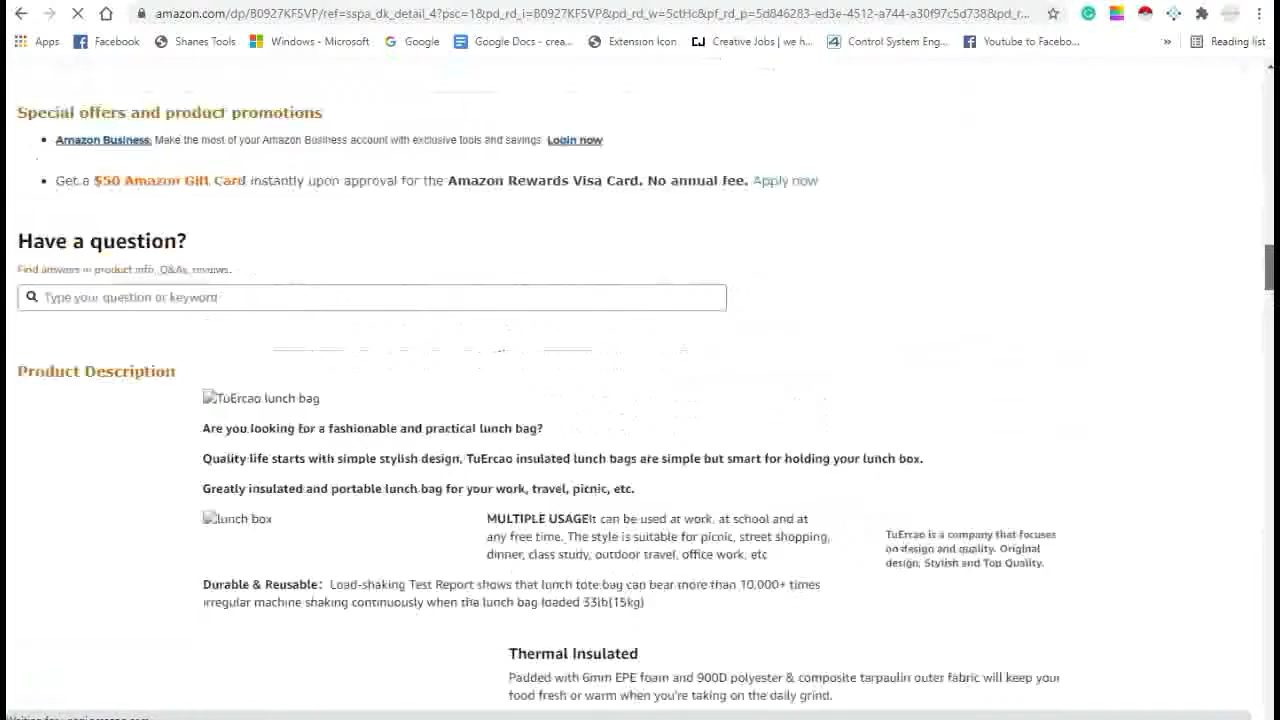 amazon.com/dp/B0927KFSVP/ref=sspa_dk_detail_4?psc=1&pd_rd_i=B0927KFSVP&pd_rd_w=5ctHc&pf_rd_p=5d846283-ed3e-4512-a744-a30f97c5d738&pd_r...
Apps Facebook Shanes Tools Windows - Microsoft Google Google Docs - crea... Extension Icon Creative Jobs | we h... Control System Eng... Youtube to Facebo... » Reading list
Special offers and product promotions
• Amazon Business: Make the most of your Amazon Business account with exclusive tools and savings. Login now
• Get a $50 Amazon Gift Card instantly upon approval for the Amazon Rewards Visa Card. No annual fee. Apply now
Have a question?
Find answers in product info, Q&As, reviews.
Type your question or keyword
Product Description
TuErcao lunch bag
Are you looking for a fashionable and practical lunch bag?
Quality life starts with simple stylish design, TuErcao insulated lunch bags are simple but smart for holding your lunch box.
Greatly insulated and portable lunch bag for your work, travel, picnic, etc.
lunch box
MULTIPLE USAGEIt can be used at work, at school and at
any free time. The style is suitable for picnic, street shopping,
dinner, class study, outdoor travel, office work, etc
TuErcao is a company that focuses
on design and quality. Original
design, Stylish and Top Quality.
Durable & Reusable: Load-shaking Test Report shows that lunch tote bag can bear more than 10,000+ times
irregular machine shaking continuously when the lunch bag loaded 33lb(15kg)
Thermal Insulated
Padded with 6mm EPE foam and 900D polyester & composite tarpaulin outer fabric will keep your
food fresh or warm when you're taking on the daily grind.